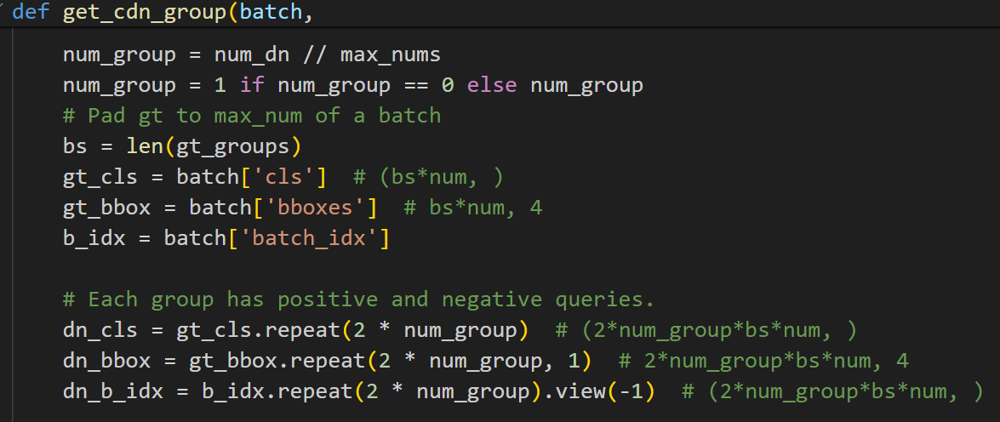 def get_cdn_group(batch,
num_group = num_dn // max_nums
num_group = 1 if num_group == 0 else num_group
# Pad gt to max_num of a batch
bs = len(gt_groups)
gt_cls = batch['cls']  # (bs*num, )
gt_bbox = batch['bboxes']  # bs*num, 4
b_idx = batch['batch_idx']
# Each group has positive and negative queries.
dn_cls = gt_cls.repeat(2 * num_group)  # (2*num_group*bs*num, )
dn_bbox = gt_bbox.repeat(2 * num_group, 1)  # 2*num_group*bs*num, 4
dn_b_idx = b_idx.repeat(2 * num_group).view(-1)  # (2*num_group*bs*num, )